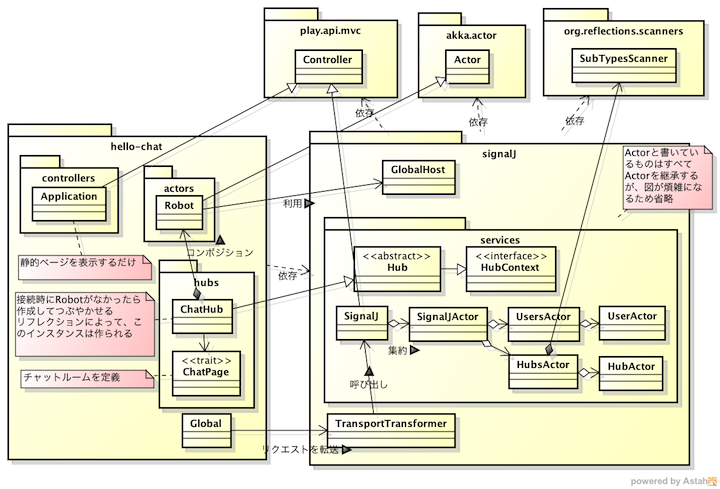 play.api.mvc
Controller
akka.actor
Actor
org.reflections.scanners
SubTypesScanner
依存
依存
依存
hello-chat
controllers
Application
actors
Robot
静的ページを表示するだけ
コンポジション
利用
依存
hubs
接続時にRobotがなかったら
作成してつぶやかせる
リフレクションによって、こ
のインスタンスは作られる
ChatHub
チャットルームを定義
<<trait>>
ChatPage
Global
リクエストを転送
signalJ
GlobalHost
Actorと書いてい
るものはすべて
Actorを継承する
が、図が煩雑にな
るため省略
services
<<abstract>>
Hub
<<interface>>
HubContext
SignalJ
SignalJActor
UsersActor
UserActor
集約
HubsActor
HubActor
呼び出し
TransportTransformer
powered by Astah